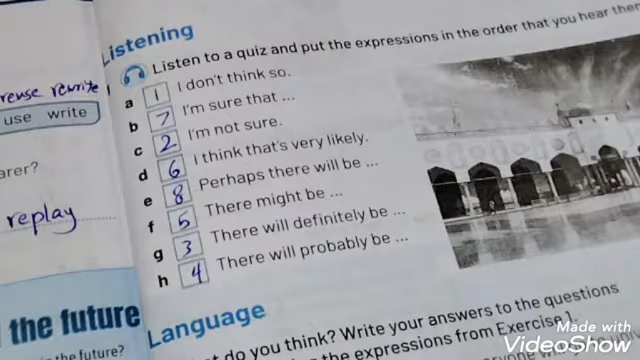 Listening
Listen to a quiz and put the expressions in the order that you hear them
a 1 I don't think so.
b 7 I'm sure that ...
c 2 I'm not sure.
d 6 I think that's very likely.
e 8 Perhaps there will be ...
f 5 There might be ...
g 3 There will definitely be ...
h 4 There will probably be ...
Language
do you think? Write your answers to the questions
the expressions from Exercise 1.
reuse rewrite
use write
replay
the future
the future?
Made with
VideoShow